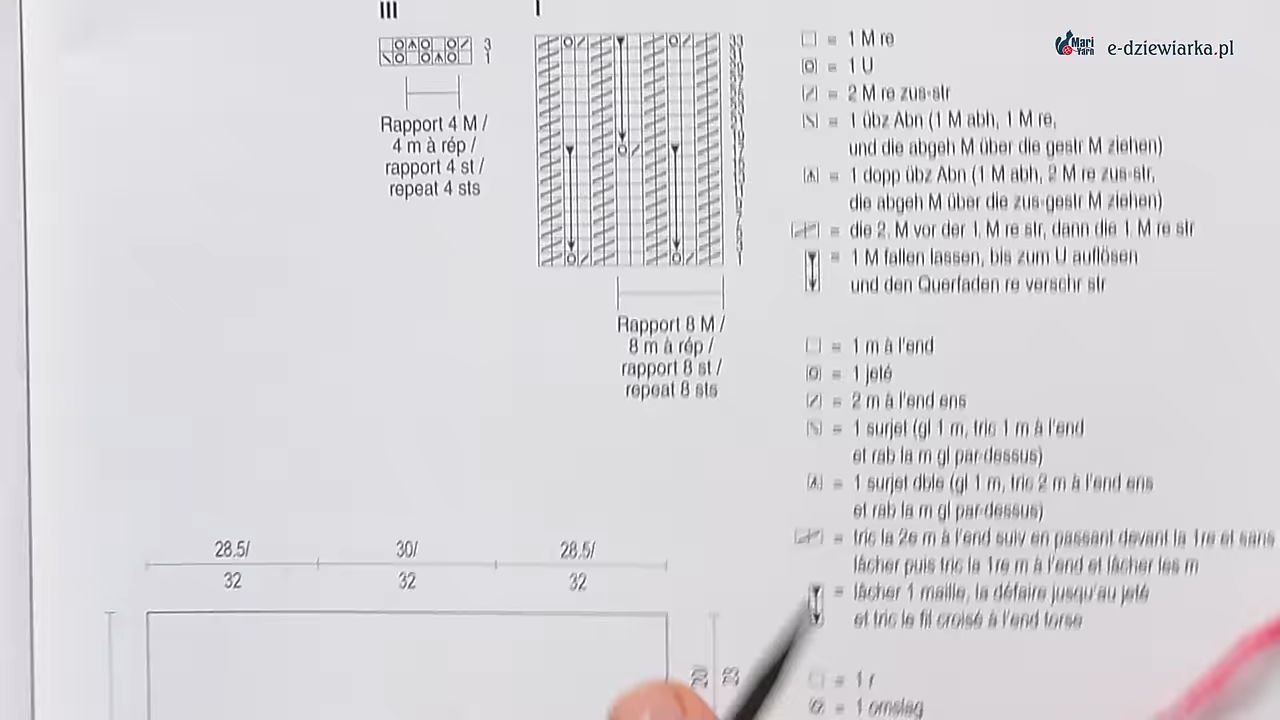 III
I
3
1
Rapport 4 M /
4 m à rép /
rapport 4 st /
repeat 4 sts
Rapport 8 M /
8 m à rép /
rapport 8 st /
repeat 8 sts
= 1 M re
= 1 U
= 2 M re zus-str
= 1 übz Abn (1 M abh, 1 M re,
und die abgeh M über die gestr M ziehen)
= 1 dopp übz Abn (1 M abh, 2 M re zus-str,
die abgeh M über die zus-gestr M ziehen)
= die 2. M vor der 1. M re str, dann die 1. M re str
= 1 M fallen lassen, bis zum U auflösen
und den Querfaden re verschr str
= 1 m à l'end
= 1 jeté
= 2 m à l'end ens
= 1 surjet (gl 1 m, tric 1 m à l'end
et rab la m gl par-dessus)
= 1 surjet dble (gl 1 m, tric 2 m à l'end ens
et rab la m gl par-dessus)
= tric la 2e m à l'end suiv en passant devant la 1re et sans
lâcher puis tric la 1re m à l'end et lâcher les m
= lâcher 1 maille, la défaire jusqu'au jeté
et tric le fil croisé à l'end torse
= 1 r
= 1 omslag
28.5/ 30/ 28.5/
32 32 32
Mari Yarn
e-dziewiarka.pl